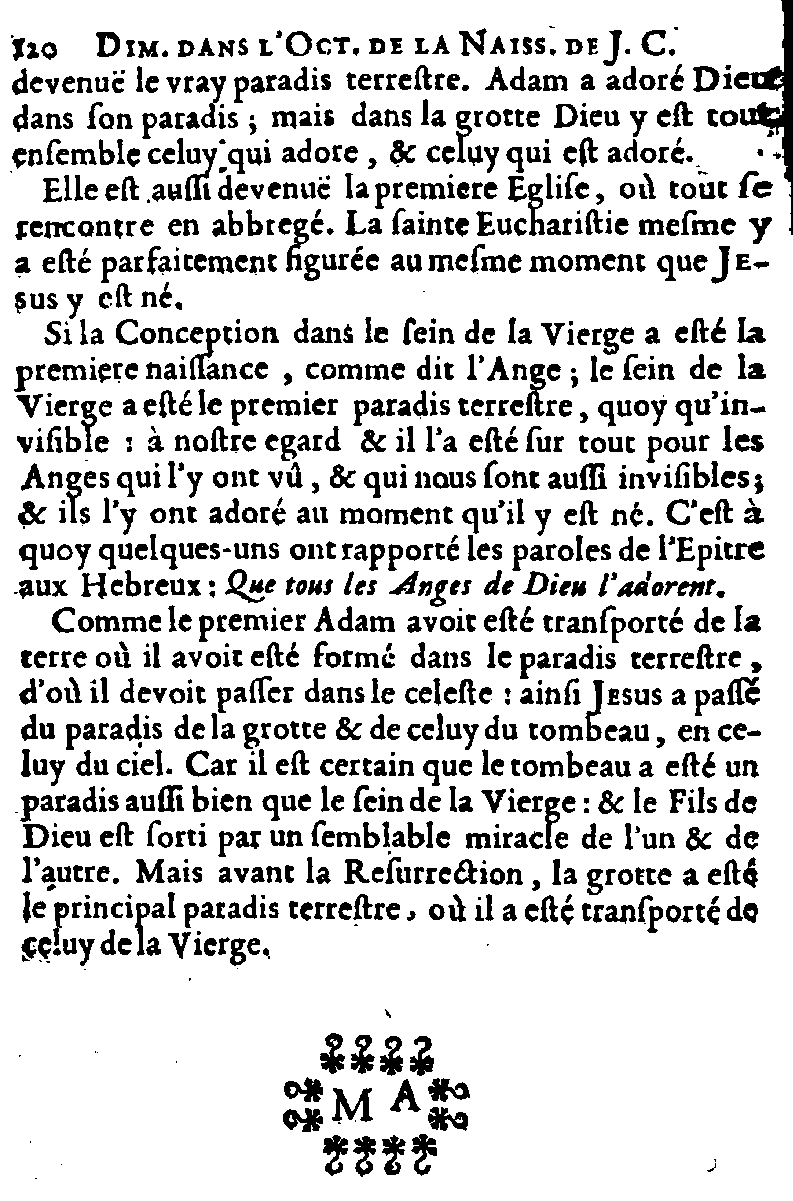 120 DIM. DANS L'OCT. DE LA NAISS. DE J. C.
devenuë le vray paradis terreſtre. Adam a adoré Dieu
dans ſon paradis ; mais dans la grotte Dieu y eſt tout
enſemble celuy qui adore, & celuy qui eſt adoré.
Elle eſt auſſi devenuë la premiere Egliſe, où tout ſe
rencontre en abbregé. La ſainte Euchariſtie meſme y
a eſté parfaitement figurée au meſme moment que JE-
SUS y eſt né.
Si la Conception dans le ſein de la Vierge a eſté la
premiere naiſſance, comme dit l'Ange ; le ſein de la
Vierge a eſté le premier paradis terreſtre, quoy qu'in-
viſible : à noſtre egard & il l'a eſté ſur tout pour les
Anges qui l'y ont vû, & qui nous ſont auſſi inviſibles ;
& ils l'y ont adoré au moment qu'il y eſt né. C'eſt à
quoy quelques-uns ont rapporté les paroles de l'Epitre
aux Hebreux : Que tous les Anges de Dieu l'adorent.
Comme le premier Adam avoit eſté tranſporté de la
terre où il avoit eſté formé dans le paradis terreſtre,
d'où il devoit paſſer dans le celeſte : ainſi JESUS a paſſé
du paradis de la grotte & de celuy du tombeau, en ce-
luy du ciel. Car il eſt certain que le tombeau a eſté un
paradis auſſi bien que le ſein de la Vierge : & le Fils de
Dieu eſt ſorti par un ſemblable miracle de l'un & de
l'autre. Mais avant la Reſurrection, la grotte a eſté
le principal paradis terreſtre, où il a eſté tranſporté de
celuy de la Vierge.
M A